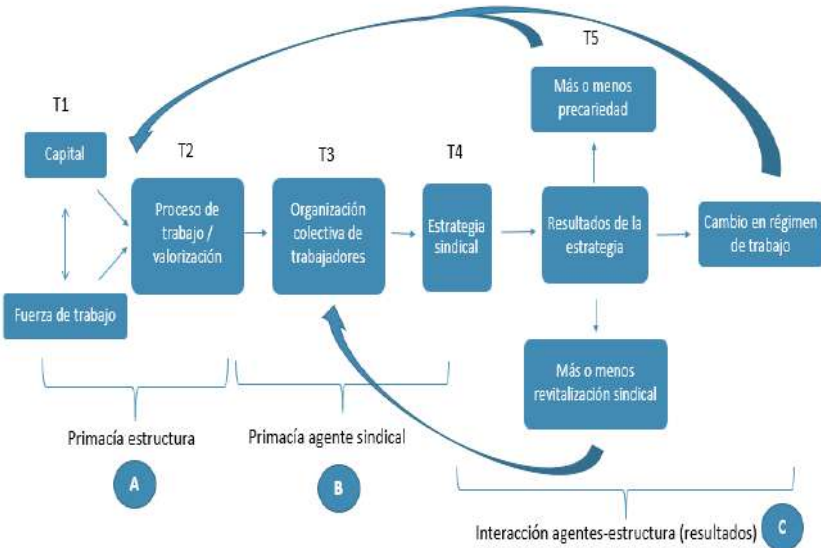 T1
Capital
Fuerza de trabajo
T2
Proceso de
trabajo /
valorización
T3
Organización
colectiva de
trabajadores
T4
Estrategia
sindical
T5
Más o menos
precariedad
Resultados de la
estrategia
Cambio en régimen
de trabajo
Más o menos
revitalización sindical
Primacía estructura
A
Primacía agente sindical
B
Interacción agentes-estructura (resultados)
C